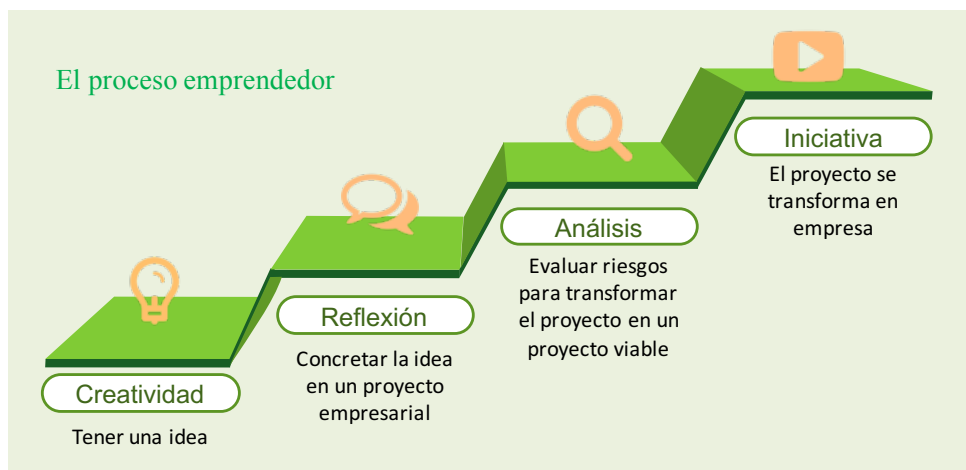 El proceso emprendedor
Creatividad
Tener una idea
Reflexión
Concretar la idea
en un proyecto
empresarial
Análisis
Evaluar riesgos
para transformar
el proyecto en un
proyecto viable
Iniciativa
El proyecto se
transforma en
empresa